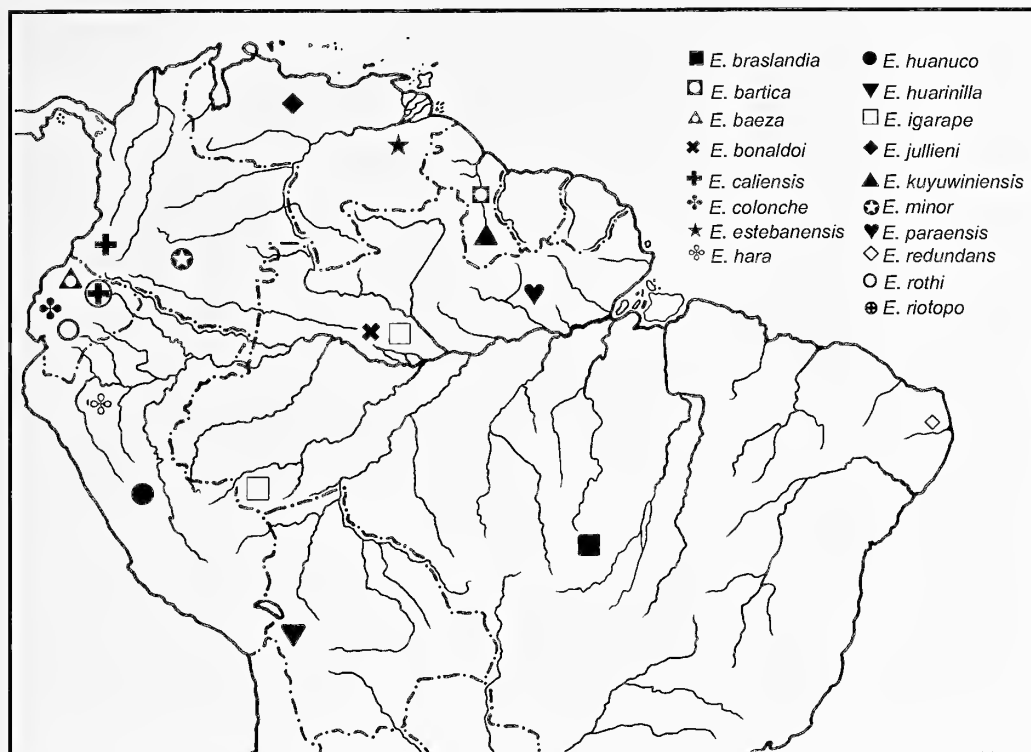 E. braslandia
E. bartica
E. baeza
E. bonaldoi
E. caliensis
E. colonche
E. estebanensis
E. hara
E. huanuco
E. huarinilla
E. igarape
E. jullieni
E. kuyuwiniensis
E. minor
E. paraensis
E. redundans
E. rothi
E. riotopo